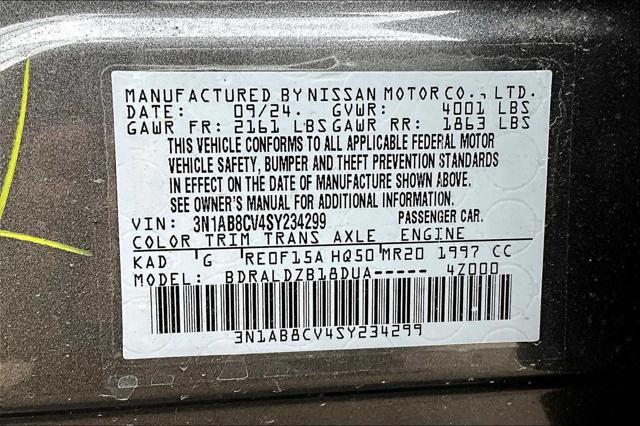 MANUFACTURED BY NISSAN MOTOR CO., LTD.
DATE: 09/24. GVWR: 4001 LBS
GAWR FR: 2161 LBS GAWR RR: 1863 LBS
THIS VEHICLE CONFORMS TO ALL APPLICABLE FEDERAL MOTOR
VEHICLE SAFETY, BUMPER AND THEFT PREVENTION STANDARDS
IN EFFECT ON THE DATE OF MANUFACTURE SHOWN ABOVE.
SEE OWNER'S MANUAL FOR ADDITIONAL INFORMATION.
VIN: 3N1AB8CV4SY234299 PASSENGER CAR.
COLOR TRIM TRANS AXLE ENGINE
KAD G RE0F15A HQ50 MR20 1997 CC
MODEL: BDRALDZB18DUA----- 4Z000
3N1AB8CV4SY234299